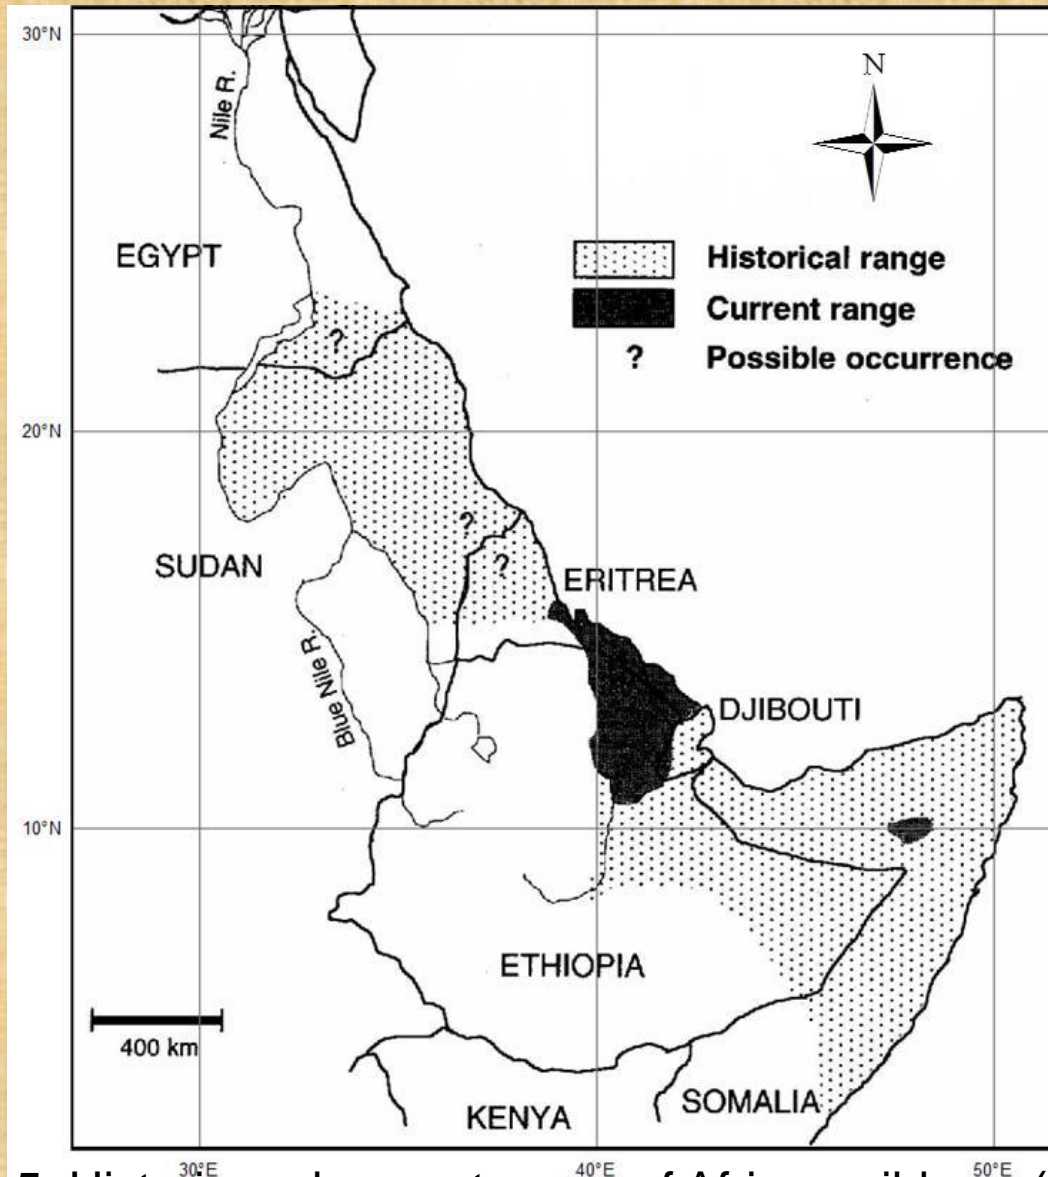 30°N
N
Nile R.
EGYPT
Historical range
Current range
? Possible occurrence
?
20°N
?
?
SUDAN
ERITREA
Blue Nile R.
DJIBOUTI
10°N
ETHIOPIA
400 km
KENYA
SOMALIA
30°E
40°E
50°E